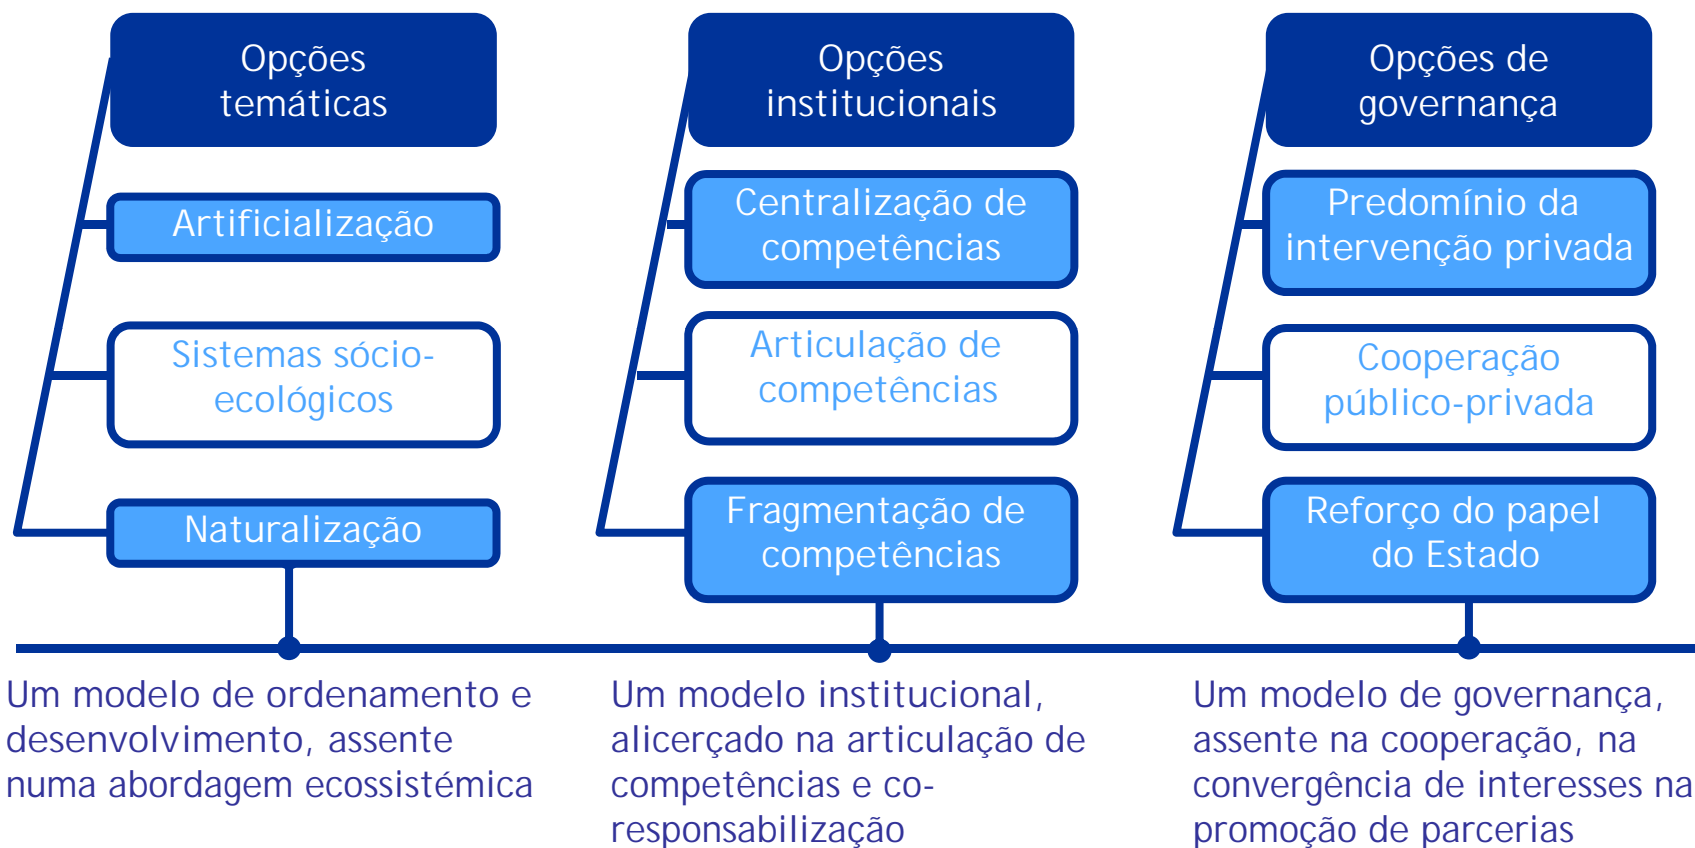 Opções
temáticas
Artificialização
Sistemas sócio-
ecológicos
Naturalização
Um modelo de ordenamento e
desenvolvimento, assente
numa abordagem ecossistémica
Opções
institucionais
Centralização de
competências
Articulação de
competências
Fragmentação de
competências
Um modelo institucional,
alicerçado na articulação de
competências e co-
responsabilização
Opções de
governança
Predomínio da
intervenção privada
Cooperação
público-privada
Reforço do papel
do Estado
Um modelo de governança,
assente na cooperação, na
convergência de interesses na
promoção de parcerias